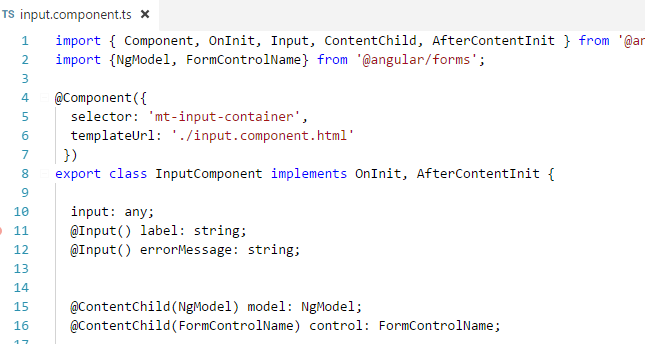 TS input.component.ts ×
1 import { Component, OnInit, Input, ContentChild, AfterContentInit } from
2 import {NgModel, FormControlName} from '@angular/forms';
3
4 @Component({
5 selector: 'mt-input-container',
6 templateUrl: './input.component.html'
7 })
8 export class InputComponent implements OnInit, AfterContentInit {
9
10 input: any;
11 @Input() label: string;
12 @Input() errorMessage: string;
13
14
15 @ContentChild(NgModel) model: NgModel;
16 @ContentChild(FormControlName) control: FormControlName;